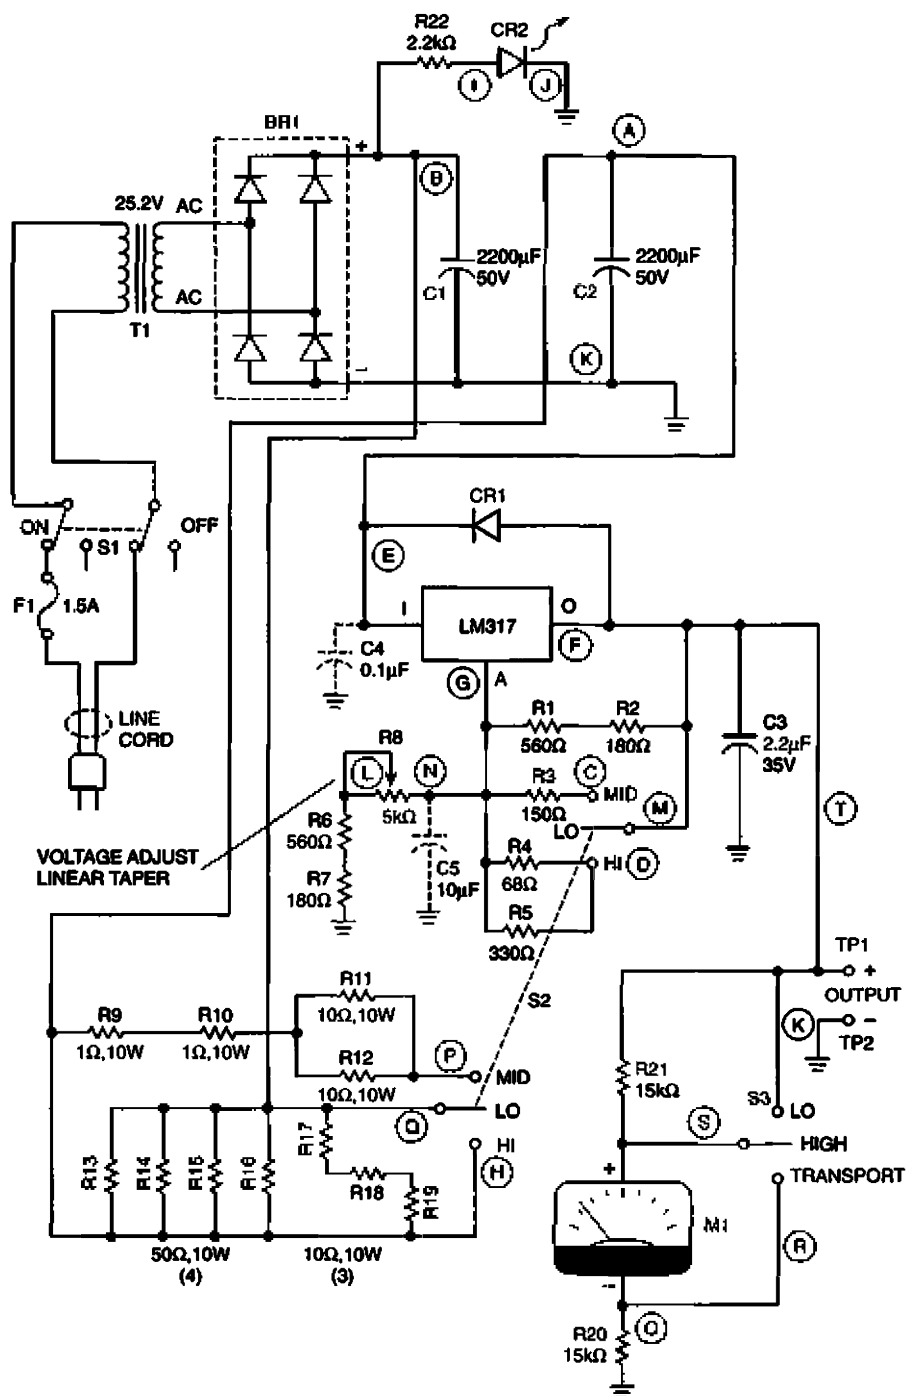 R22
2.2kΩ
CR2
I
J
A
BR1
+
B
25.2V
AC
2200µF
50V
C1
2200µF
50V
C2
AC
T1
K
–
CR1
ON
S1
OFF
E
F1
1.5A
I
LM317
O
F
C4
0.1µF
G
A
LINE
CORD
R1
560Ω
R2
180Ω
C3
2.2µF
35V
R8
L
N
R3
150Ω
C
MID
M
T
5kΩ
R6
560Ω
LO
VOLTAGE ADJUST
LINEAR TAPER
R4
68Ω
HI
D
C5
10µF
R7
180Ω
R5
330Ω
TP1
+
R11
10Ω,10W
S2
OUTPUT
R9
1Ω,10W
R10
1Ω,10W
K
–
TP2
R12
10Ω,10W
P
MID
R21
15kΩ
S3
LO
Q
LO
R17
S
HIGH
HI
H
R13
R14
R15
R16
R18
R19
+
TRANSPORT
M1
50Ω,10W
(4)
10Ω,10W
(3)
R
–
O
R20
15kΩ